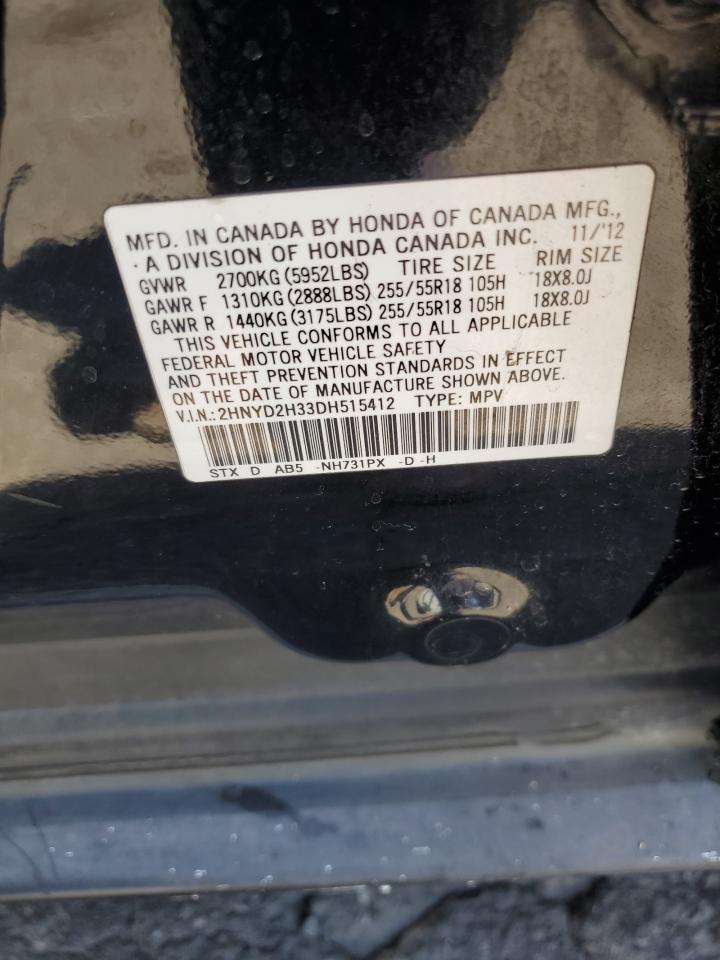 MFD. IN CANADA BY HONDA OF CANADA MFG.,
· A DIVISION OF HONDA CANADA INC. 11/'12
GVWR 2700KG (5952LBS) TIRE SIZE RIM SIZE
GAWR F 1310KG (2888LBS) 255/55R18 105H 18X8.0J
GAWR R 1440KG (3175LBS) 255/55R18 105H 18X8.0J
THIS VEHICLE CONFORMS TO ALL APPLICABLE
FEDERAL MOTOR VEHICLE SAFETY
AND THEFT PREVENTION STANDARDS IN EFFECT
ON THE DATE OF MANUFACTURE SHOWN ABOVE.
V.I.N.: 2HNYD2H33DH515412 TYPE: MPV
STX D AB5 -NH731PX -D -H